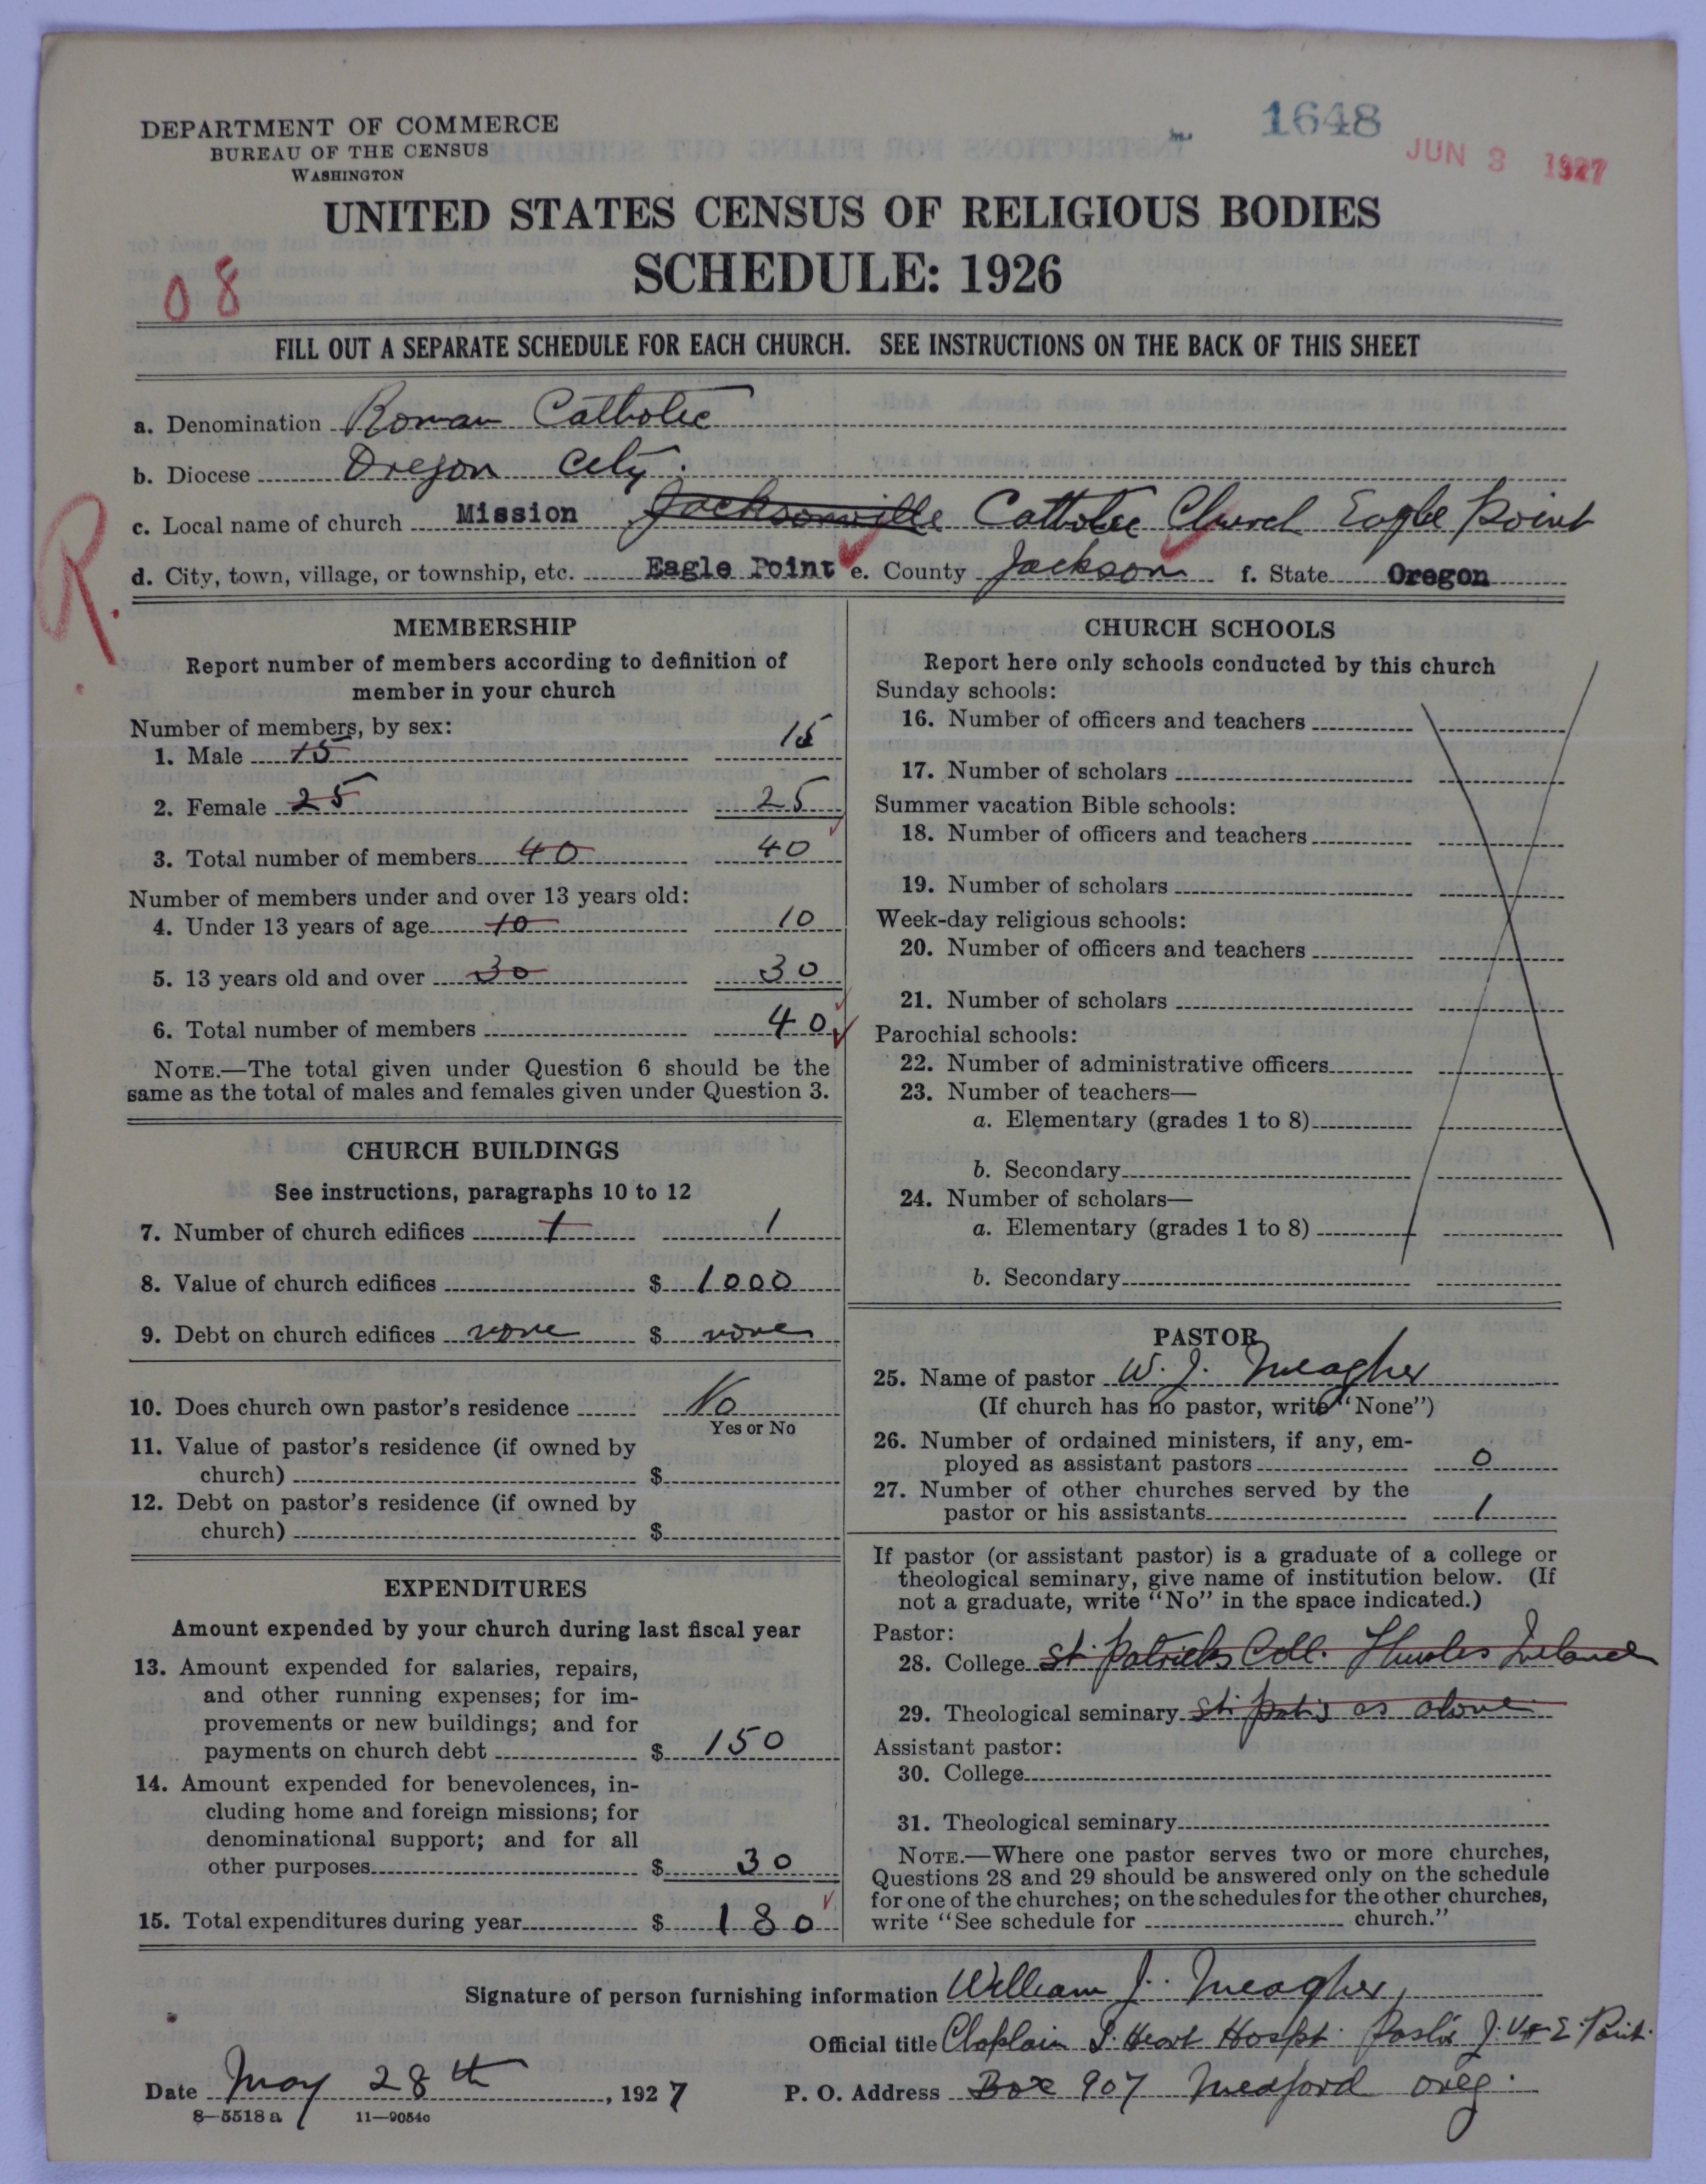 1648
JUN 3 1927
DEPARTMENT OF COMMERCE
BUREAU OF THE CENSUS
WASHINGTON
UNITED STATES CENSUS OF RELIGIOUS BODIES
SCHEDULE: 1926
08
FILL OUT A SEPARATE SCHEDULE FOR EACH CHURCH. SEE INSTRUCTIONS ON THE BACK OF THIS SHEET
a. Denomination Roman Catholic
b. Diocese Oregon City.
R.
c. Local name of church Mission Jacksonville Catholic Church Eagle Point
d. City, town, village, or township, etc. Eagle Point e. County Jackson f. State Oregon
MEMBERSHIP
Report number of members according to definition of
member in your church
Number of members, by sex:
1. Male 15 15
2. Female 25 25
3. Total number of members 40 40
Number of members under and over 13 years old:
4. Under 13 years of age 10 10
5. 13 years old and over 30 30
6. Total number of members 40
NOTE.—The total given under Question 6 should be the
same as the total of males and females given under Question 3.
CHURCH BUILDINGS
See instructions, paragraphs 10 to 12
7. Number of church edifices 1 1
8. Value of church edifices $ 1000
9. Debt on church edifices none $ none
10. Does church own pastor's residence No
Yes or No
11. Value of pastor's residence (if owned by
church) $
12. Debt on pastor's residence (if owned by
church) $
EXPENDITURES
Amount expended by your church during last fiscal year
13. Amount expended for salaries, repairs,
and other running expenses; for im-
provements or new buildings; and for
payments on church debt $ 150
14. Amount expended for benevolences, in-
cluding home and foreign missions; for
denominational support; and for all
other purposes $ 30
15. Total expenditures during year $ 180
CHURCH SCHOOLS
Report here only schools conducted by this church
Sunday schools:
16. Number of officers and teachers
17. Number of scholars
Summer vacation Bible schools:
18. Number of officers and teachers
19. Number of scholars
Week-day religious schools:
20. Number of officers and teachers
21. Number of scholars
Parochial schools:
22. Number of administrative officers
23. Number of teachers—
a. Elementary (grades 1 to 8)
b. Secondary
24. Number of scholars—
a. Elementary (grades 1 to 8)
b. Secondary
PASTOR
25. Name of pastor W. J. Meagher
(If church has no pastor, write "None")
26. Number of ordained ministers, if any, em-
ployed as assistant pastors 0
27. Number of other churches served by the
pastor or his assistants 1
If pastor (or assistant pastor) is a graduate of a college or
theological seminary, give name of institution below. (If
not a graduate, write "No" in the space indicated.)
Pastor:
28. College St. Patricks Coll. Thurles Ireland
29. Theological seminary St. Pat's as above
Assistant pastor:
30. College
31. Theological seminary
NOTE.—Where one pastor serves two or more churches,
Questions 28 and 29 should be answered only on the schedule
for one of the churches; on the schedules for the other churches,
write "See schedule for church."
Signature of person furnishing information William J. Meagher
Official title Chaplain S. Heart Hospt. Pastor J. V & E. Point.
Date May 28th, 1927 P. O. Address Box 907 Medford Oreg.
8—5518 a 11—9054c